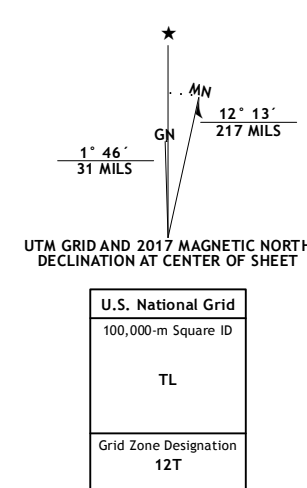 ★
MN
12° 13´
217 MILS
GN
1° 46´
31 MILS
UTM GRID AND 2017 MAGNETIC NORTH
DECLINATION AT CENTER OF SHEET
U.S. National Grid
100,000-m Square ID
TL
Grid Zone Designation
12T